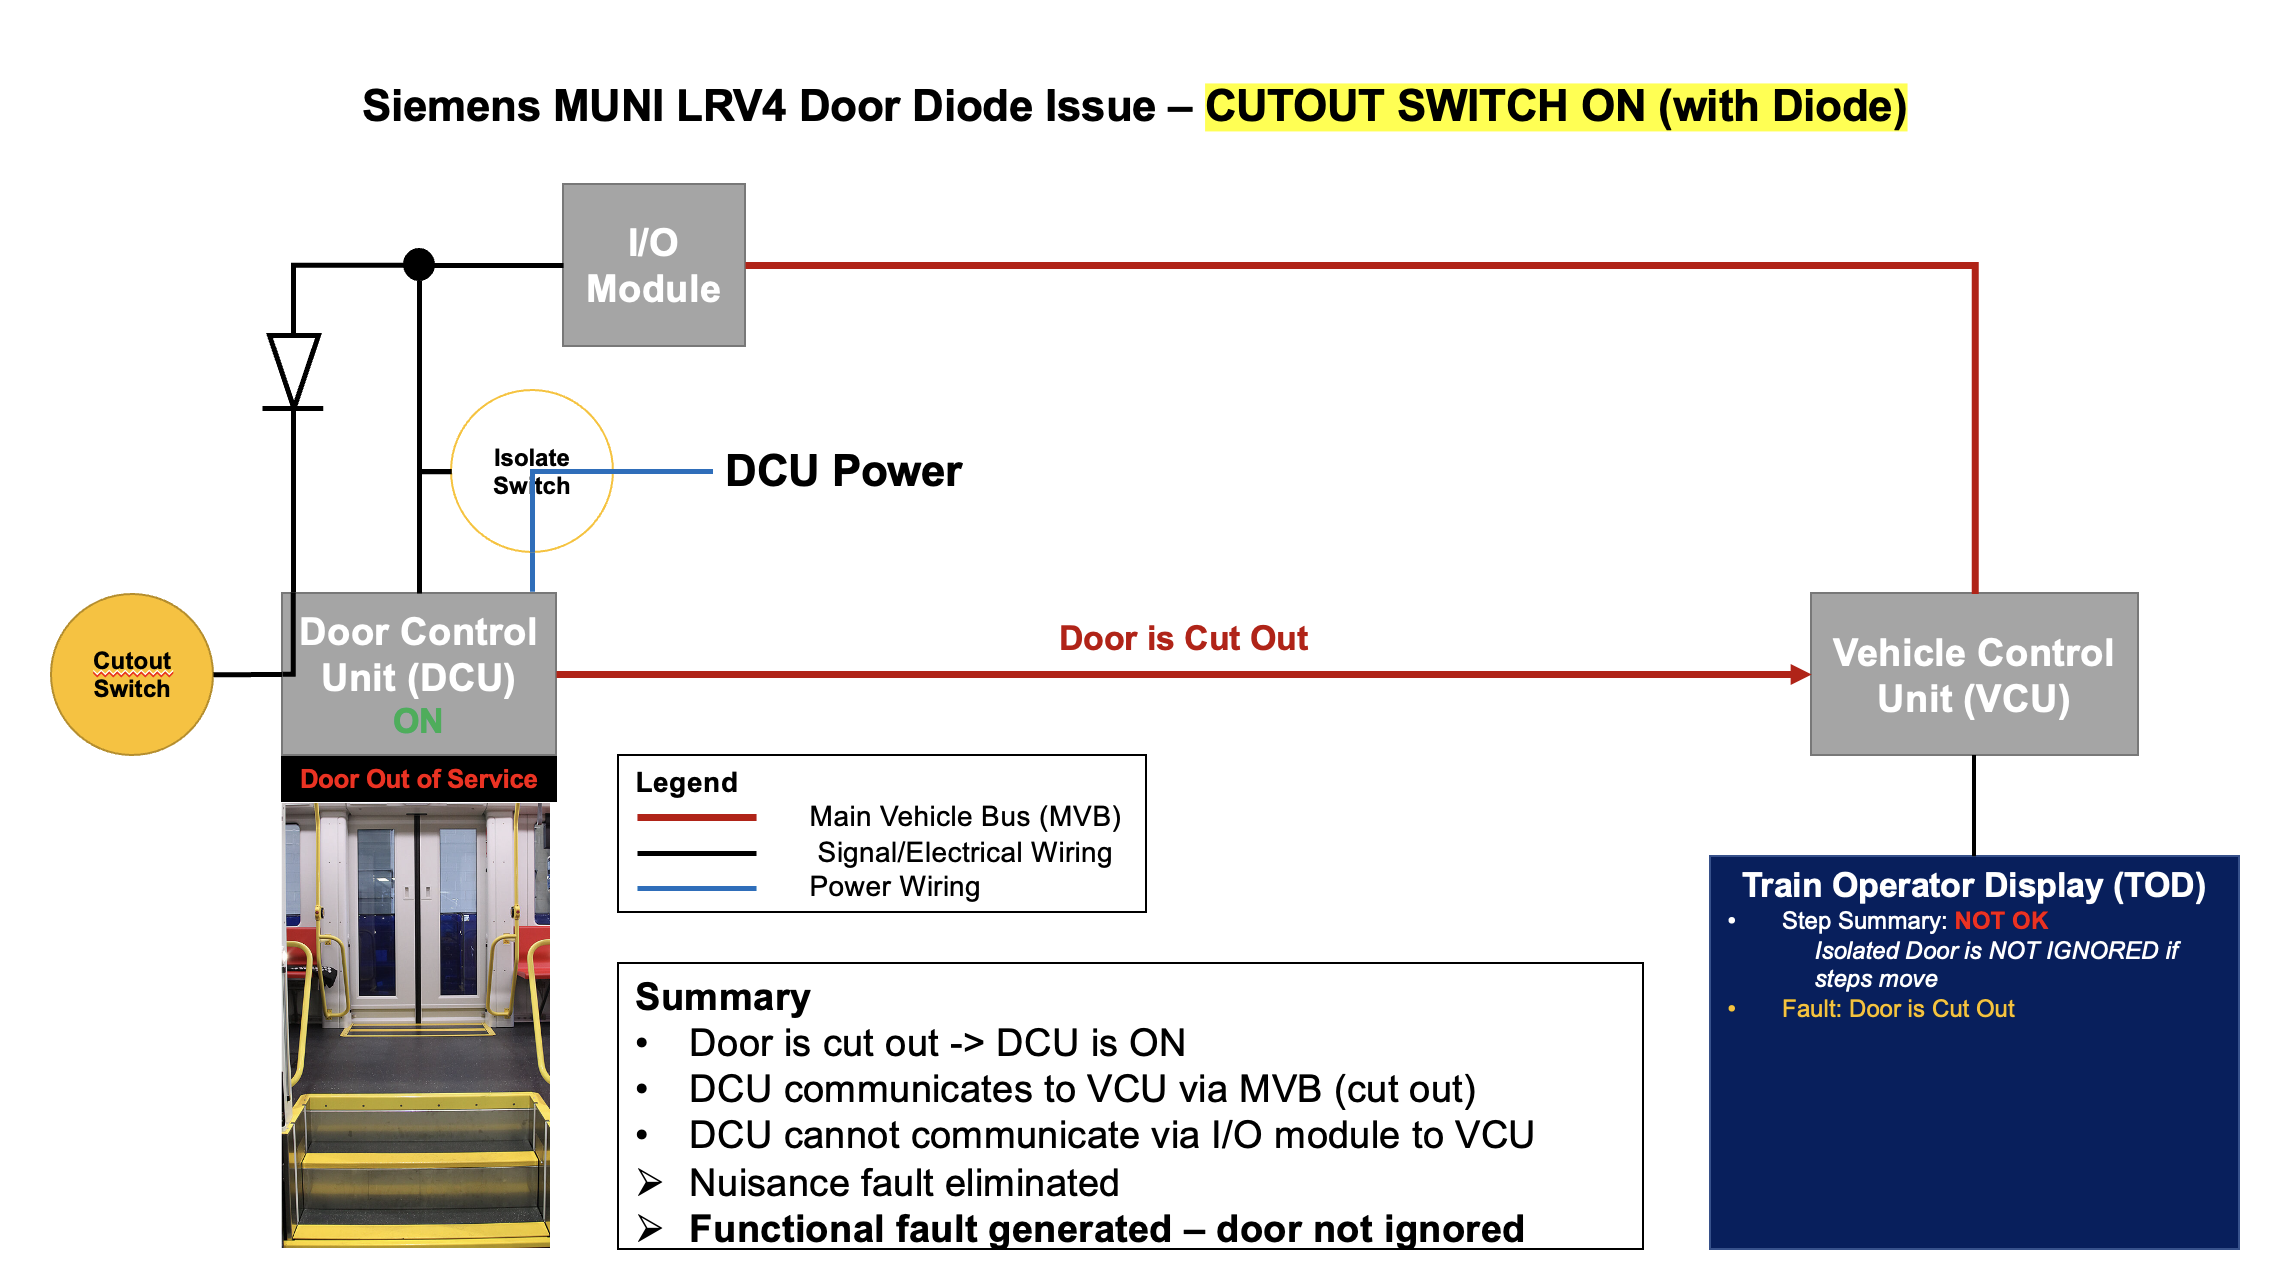 Siemens MUNI LRV4 Door Diode Issue – CUTOUT SWITCH ON (with Diode)
I/O
Module
Isolate
Switch
DCU Power
Cutout
Switch
Door Control
Unit (DCU)
ON
Door Out of Service
Door is Cut Out
Vehicle Control
Unit (VCU)
Legend
Main Vehicle Bus (MVB)
Signal/Electrical Wiring
Power Wiring
Train Operator Display (TOD)
• Step Summary: NOT OK
Isolated Door is NOT IGNORED if
steps move
• Fault: Door is Cut Out
Summary
• Door is cut out -> DCU is ON
• DCU communicates to VCU via MVB (cut out)
• DCU cannot communicate via I/O module to VCU
➢ Nuisance fault eliminated
➢ Functional fault generated – door not ignored